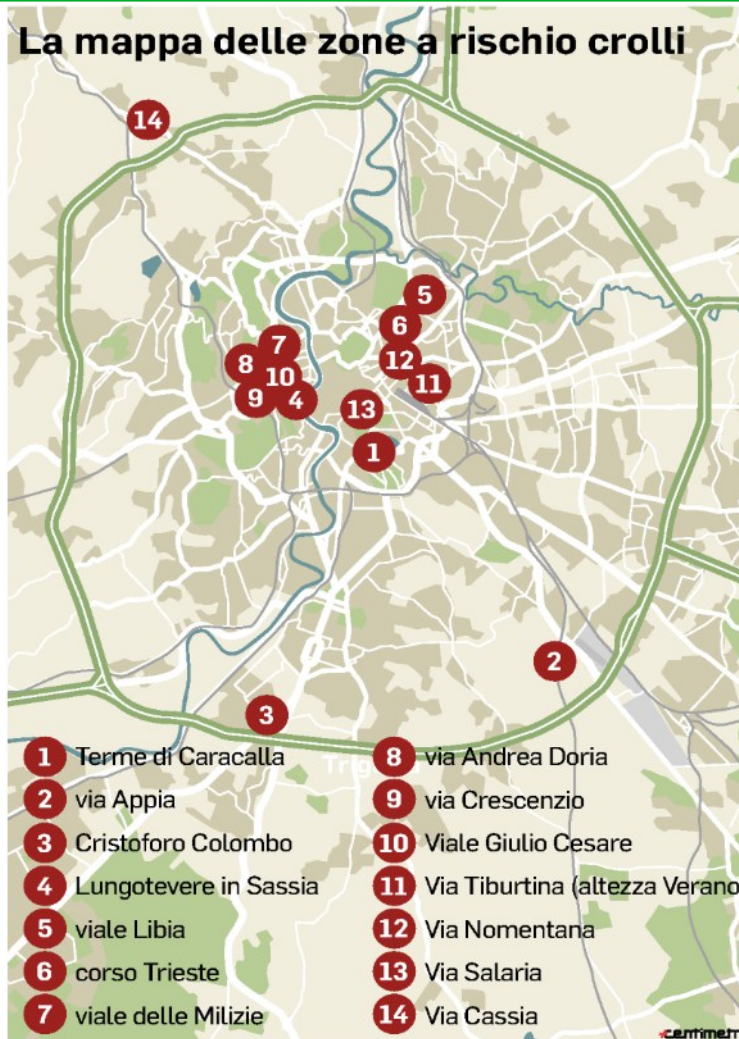 La mappa delle zone a rischio crolli
14
5
6
7
8
12
10
11
9
4
13
1
2
3
1 Terme di Caracalla
2 via Appia
3 Cristoforo Colombo
4 Lungotevere in Sassia
5 viale Libia
6 corso Trieste
7 viale delle Milizie
8 via Andrea Doria
9 via Crescenzio
10 Viale Giulio Cesare
11 Via Tiburtina (altezza Verano
12 Via Nomentana
13 Via Salaria
14 Via Cassia
centimetr